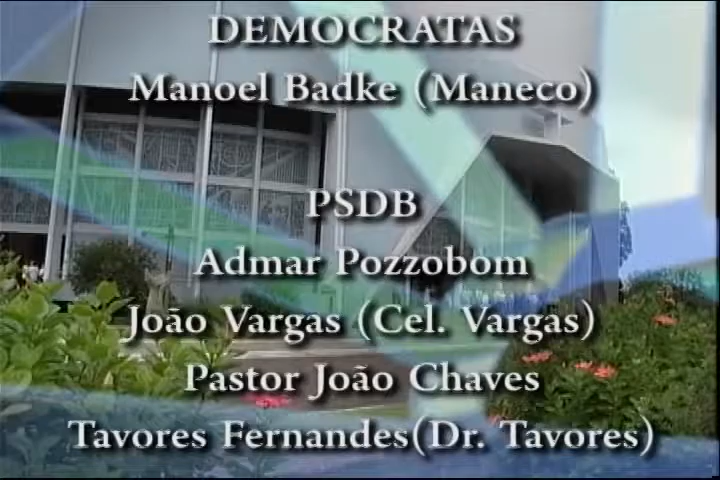 DEMOCRATAS
Manoel Badke (Maneco)
PSDB
Admar Pozzobom
João Vargas (Cel. Vargas)
Pastor João Chaves
Tavores Fernandes(Dr. Tavores)